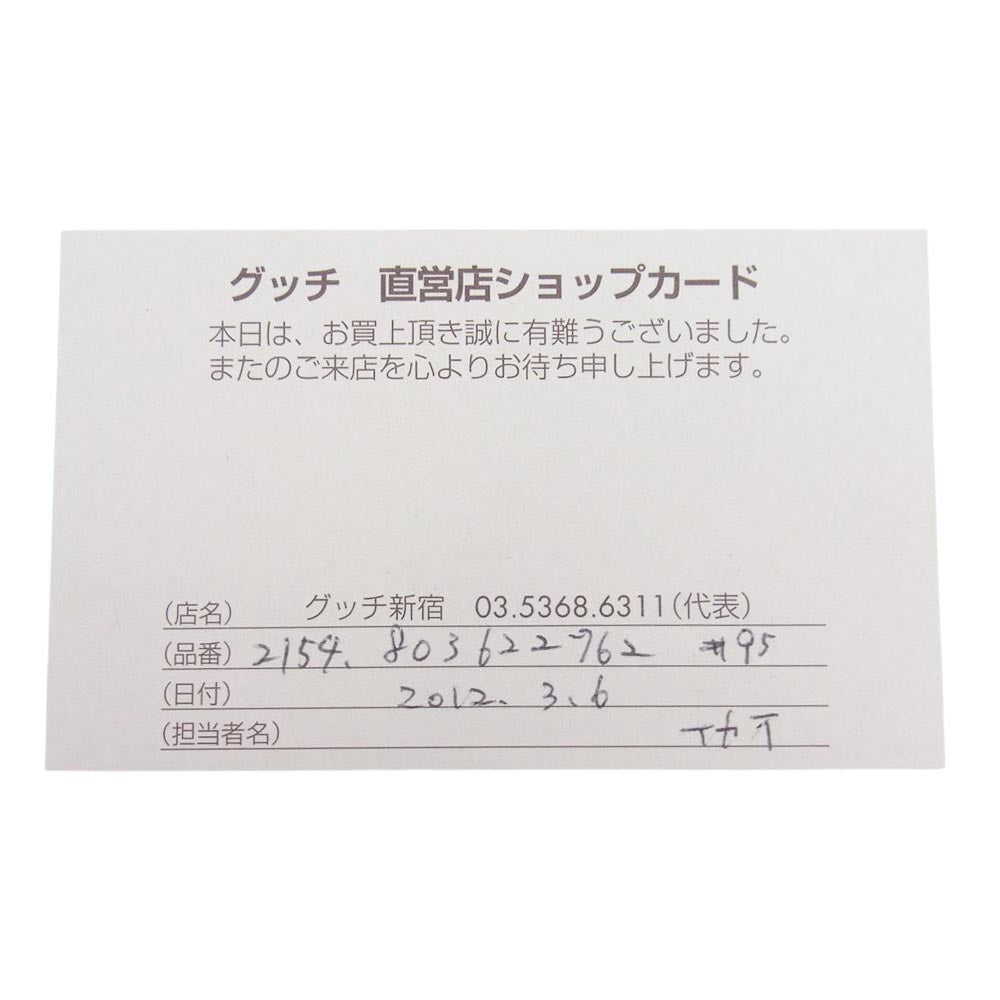 グッチ 直営店ショップカード
本日は、お買上頂き誠に有難うございました。
またのご来店を心よりお待ち申し上げます。
(店名) グッチ新宿 03.5368.6311(代表)
(品番) 2154. 803622762 #95
(日付) 2012. 3. 6
(担当者名)